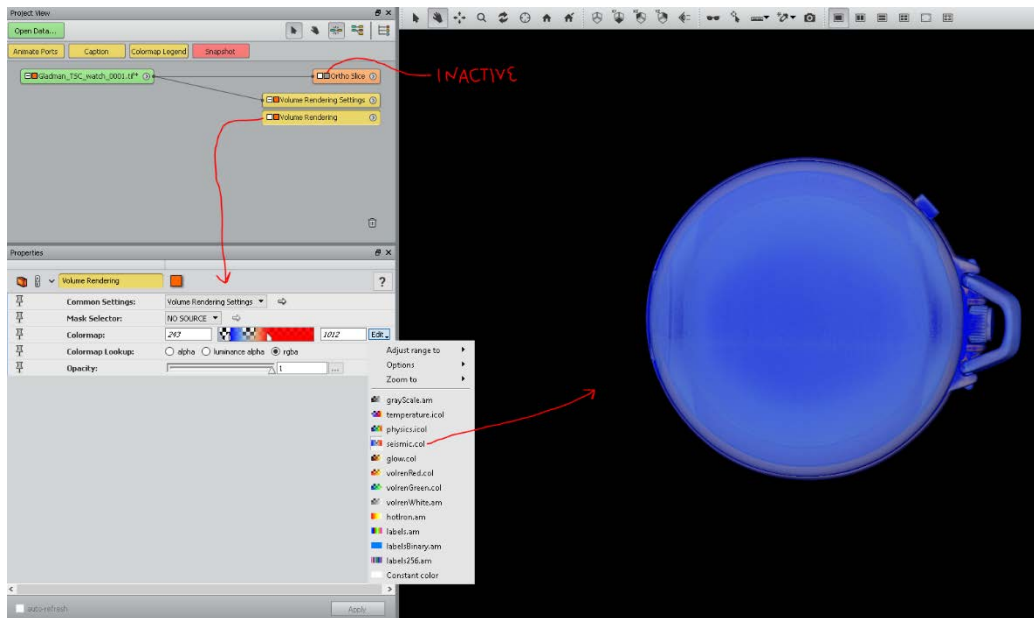 Project View
Open Data...
Animate Ports Caption Colormap Legend Snapshot
Gladman_TSC_watch_0001.tif*
Ortho Slice
INACTIVE
Volume Rendering Settings
Volume Rendering
Properties
Volume Rendering
?
Common Settings: Volume Rendering Settings
Mask Selector: NO SOURCE
Colormap: 243 1012 Edit
Colormap Lookup: alpha luminance alpha rgba
Opacity: 1 ...
Adjust range to
Options
Zoom to
grayScale.am
temperature.icol
physics.icol
seismic.col
glow.col
volrenRed.col
volrenGreen.col
volrenWhite.am
hotIron.am
labels.am
labelsBinary.am
labels256.am
Constant color
auto-refresh
Apply